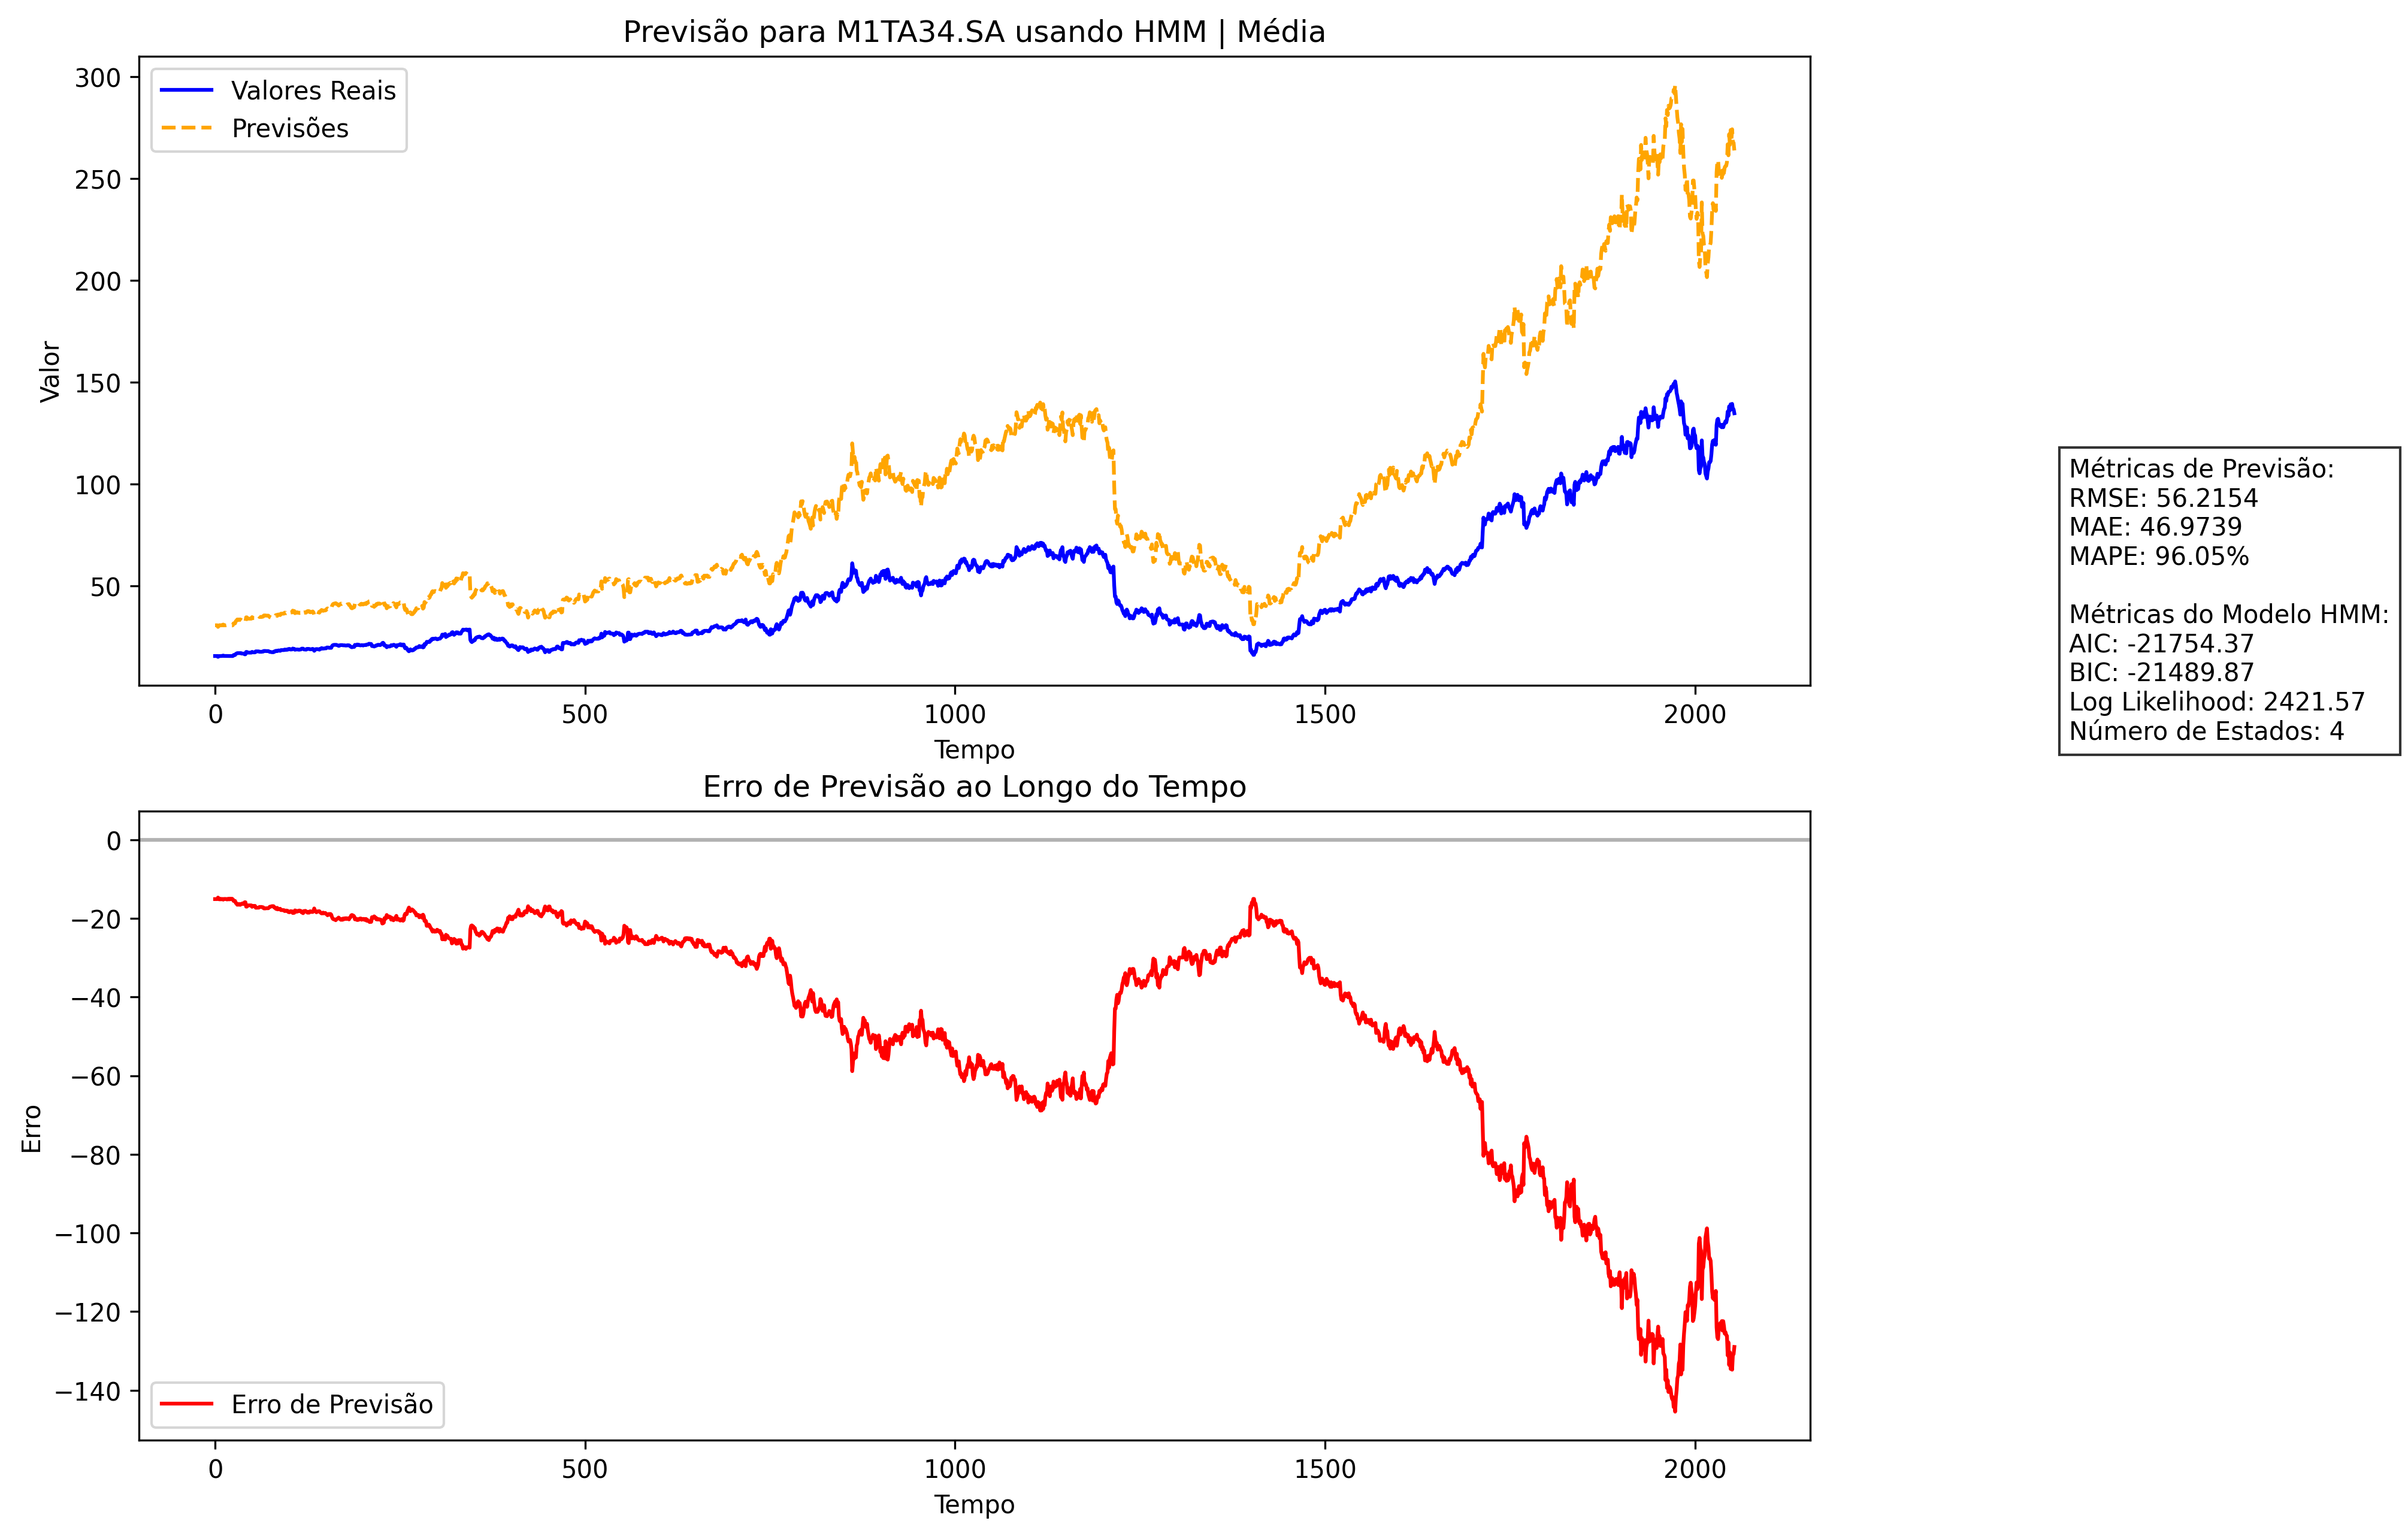 Previsão para M1TA34.SA usando HMM | Média
Valores Reais
Previsões
300
250
200
150
100
50
Valor
0
500
1000
1500
2000
Tempo
Métricas de Previsão:
RMSE: 56.2154
MAE: 46.9739
MAPE: 96.05%
Métricas do Modelo HMM:
AIC: -21754.37
BIC: -21489.87
Log Likelihood: 2421.57
Número de Estados: 4
Erro de Previsão ao Longo do Tempo
0
−20
−40
−60
−80
−100
−120
−140
Erro
Erro de Previsão
0
500
1000
1500
2000
Tempo